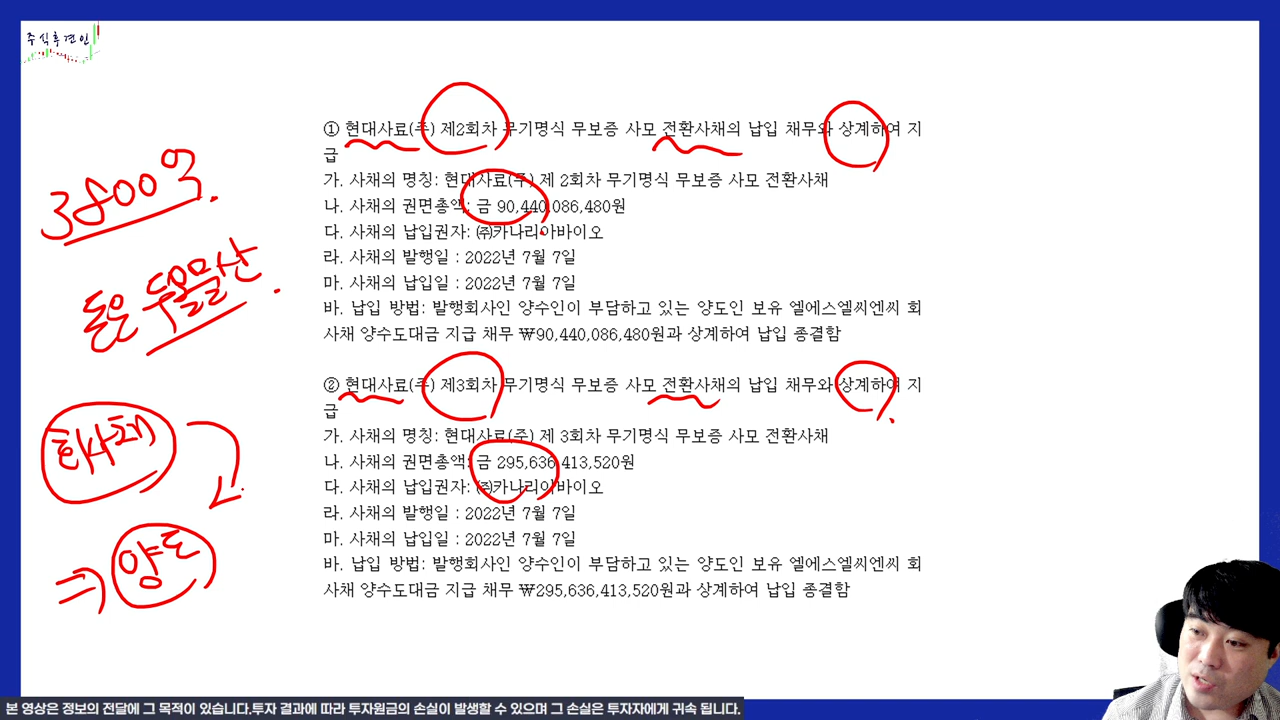 주식후견인
① 현대사료(주) 제2회차 무기명식 무보증 사모 전환사채의 납입 채무와 상계하여 지
급
가. 사채의 명칭: 현대사료(주) 제 2회차 무기명식 무보증 사모 전환사채
나. 사채의 권면총액: 금 90,440,086,480원
다. 사채의 납입권자: ㈜카나리아바이오
라. 사채의 발행일 : 2022년 7월 7일
마. 사채의 납입일 : 2022년 7월 7일
바. 납입 방법: 발행회사인 양수인이 부담하고 있는 양도인 보유 엘에스엘씨엔씨 회
사채 양수도대금 지급 채무 ₩90,440,086,480원과 상계하여 납입 종결함
② 현대사료(주) 제3회차 무기명식 무보증 사모 전환사채의 납입 채무와 상계하여 지
급
가. 사채의 명칭: 현대사료(주) 제 3회차 무기명식 무보증 사모 전환사채
나. 사채의 권면총액: 금 295,636,413,520원
다. 사채의 납입권자: ㈜카나리아바이오
라. 사채의 발행일 : 2022년 7월 7일
마. 사채의 납입일 : 2022년 7월 7일
바. 납입 방법: 발행회사인 양수인이 부담하고 있는 양도인 보유 엘에스엘씨엔씨 회
사채 양수도대금 지급 채무 ₩295,636,413,520원과 상계하여 납입 종결함
3800억.
돈은 두올물산.
회사채
⇒ 양도
본 영상은 정보의 전달에 그 목적이 있습니다.투자 결과에 따라 투자원금의 손실이 발생할 수 있으며 그 손실은 투자자에게 귀속 됩니다.